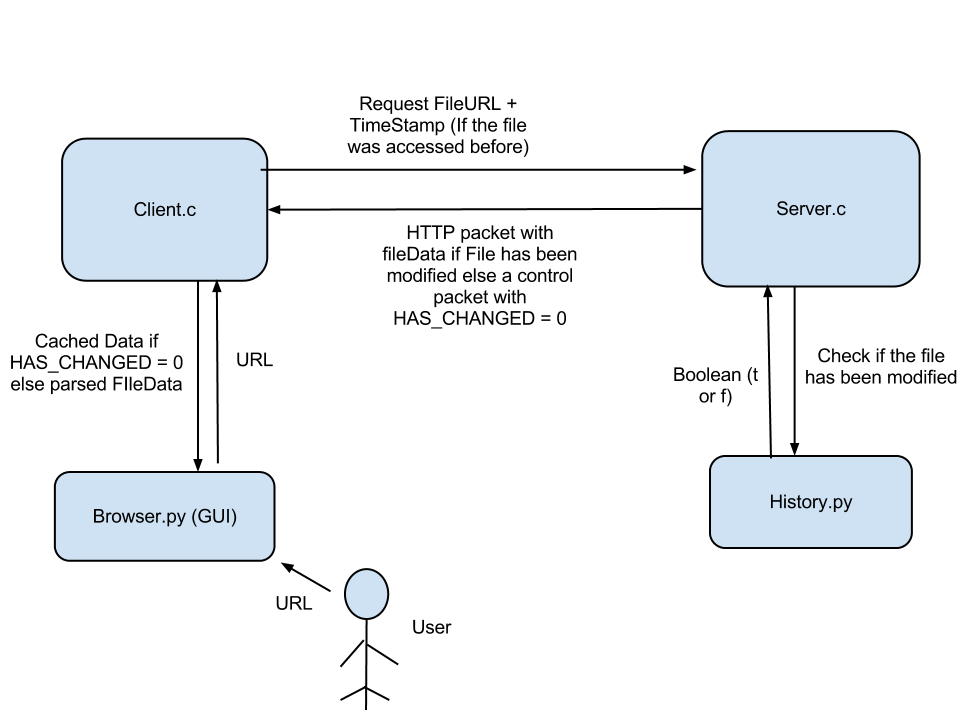 Request FileURL +
TimeStamp (If the file
was accessed before)
Client.c
Server.c
HTTP packet with
fileData if File has been
modified else a control
packet with
HAS_CHANGED = 0
Cached Data if
HAS_CHANGED = 0
else parsed FIleData
URL
Boolean (t
or f)
Check if the file
has been modified
Browser.py (GUI)
History.py
URL
User